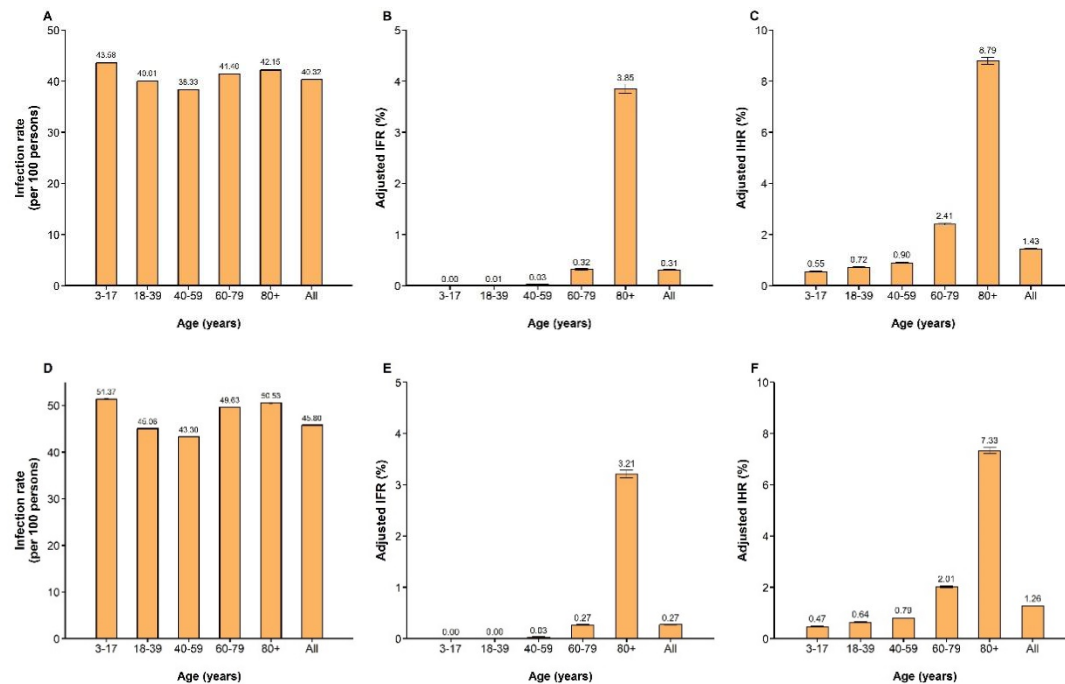 A
Infection rate
(per 100 persons)
50
40
30
20
10
0
43.58
40.01
38.33
42.15
40.32
3-17 18-39 40-59 60-79 80+ All
Age (years)
B
Adjusted IFR (%)
5
4
3
2
1
0
0.00
0.01
0.03
0.32
3.85
0.31
3-17 18-39 40-59 60-79 80+ All
Age (years)
C
Adjusted IHR (%)
10
8
6
4
2
0
0.55
0.72
0.90
2.41
8.79
1.43
3-17 18-39 40-59 60-79 80+ All
Age (years)
D
Infection rate
(per 100 persons)
50
40
30
20
10
0
51.37
43.30
49.63
50.53
45.80
3-17 18-39 40-59 60-79 80+ All
Age (years)
E
Adjusted IFR (%)
5
4
3
2
1
0
0.00
0.00
0.03
0.27
3.21
0.27
3-17 18-39 40-59 60-79 80+ All
Age (years)
F
Adjusted IHR (%)
10
8
6
4
2
0
0.47
0.64
0.79
2.01
7.33
1.26
3-17 18-39 40-59 60-79 80+ All
Age (years)